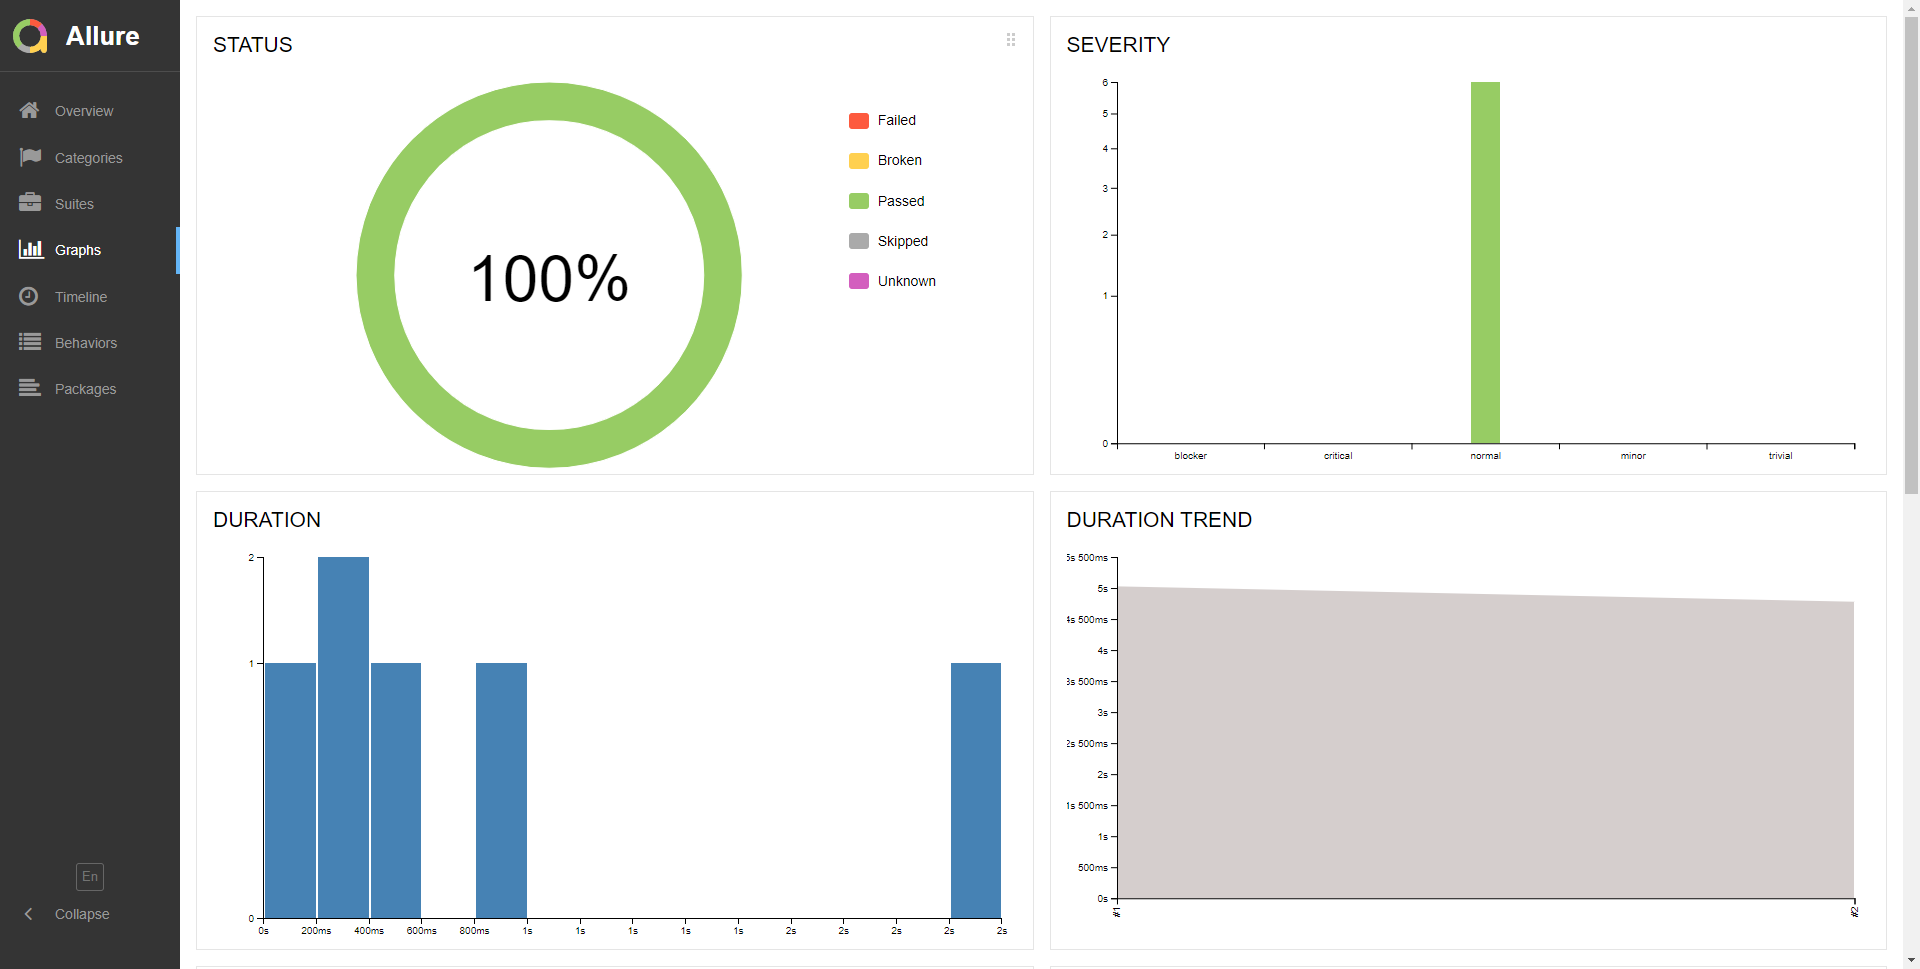 Allure
Overview
Categories
Suites
Graphs
Timeline
Behaviors
Packages
En
Collapse
STATUS
100%
Failed
Broken
Passed
Skipped
Unknown
SEVERITY
6
5
4
3
2
1
0
blocker critical normal minor trivial
DURATION
2
1
0
0s 200ms 400ms 600ms 800ms 1s 1s 1s 1s 1s 2s 2s 2s 2s 2s
DURATION TREND
5s 500ms
5s
4s 500ms
4s
3s 500ms
3s
2s 500ms
2s
1s 500ms
1s
500ms
0s
#1 #2